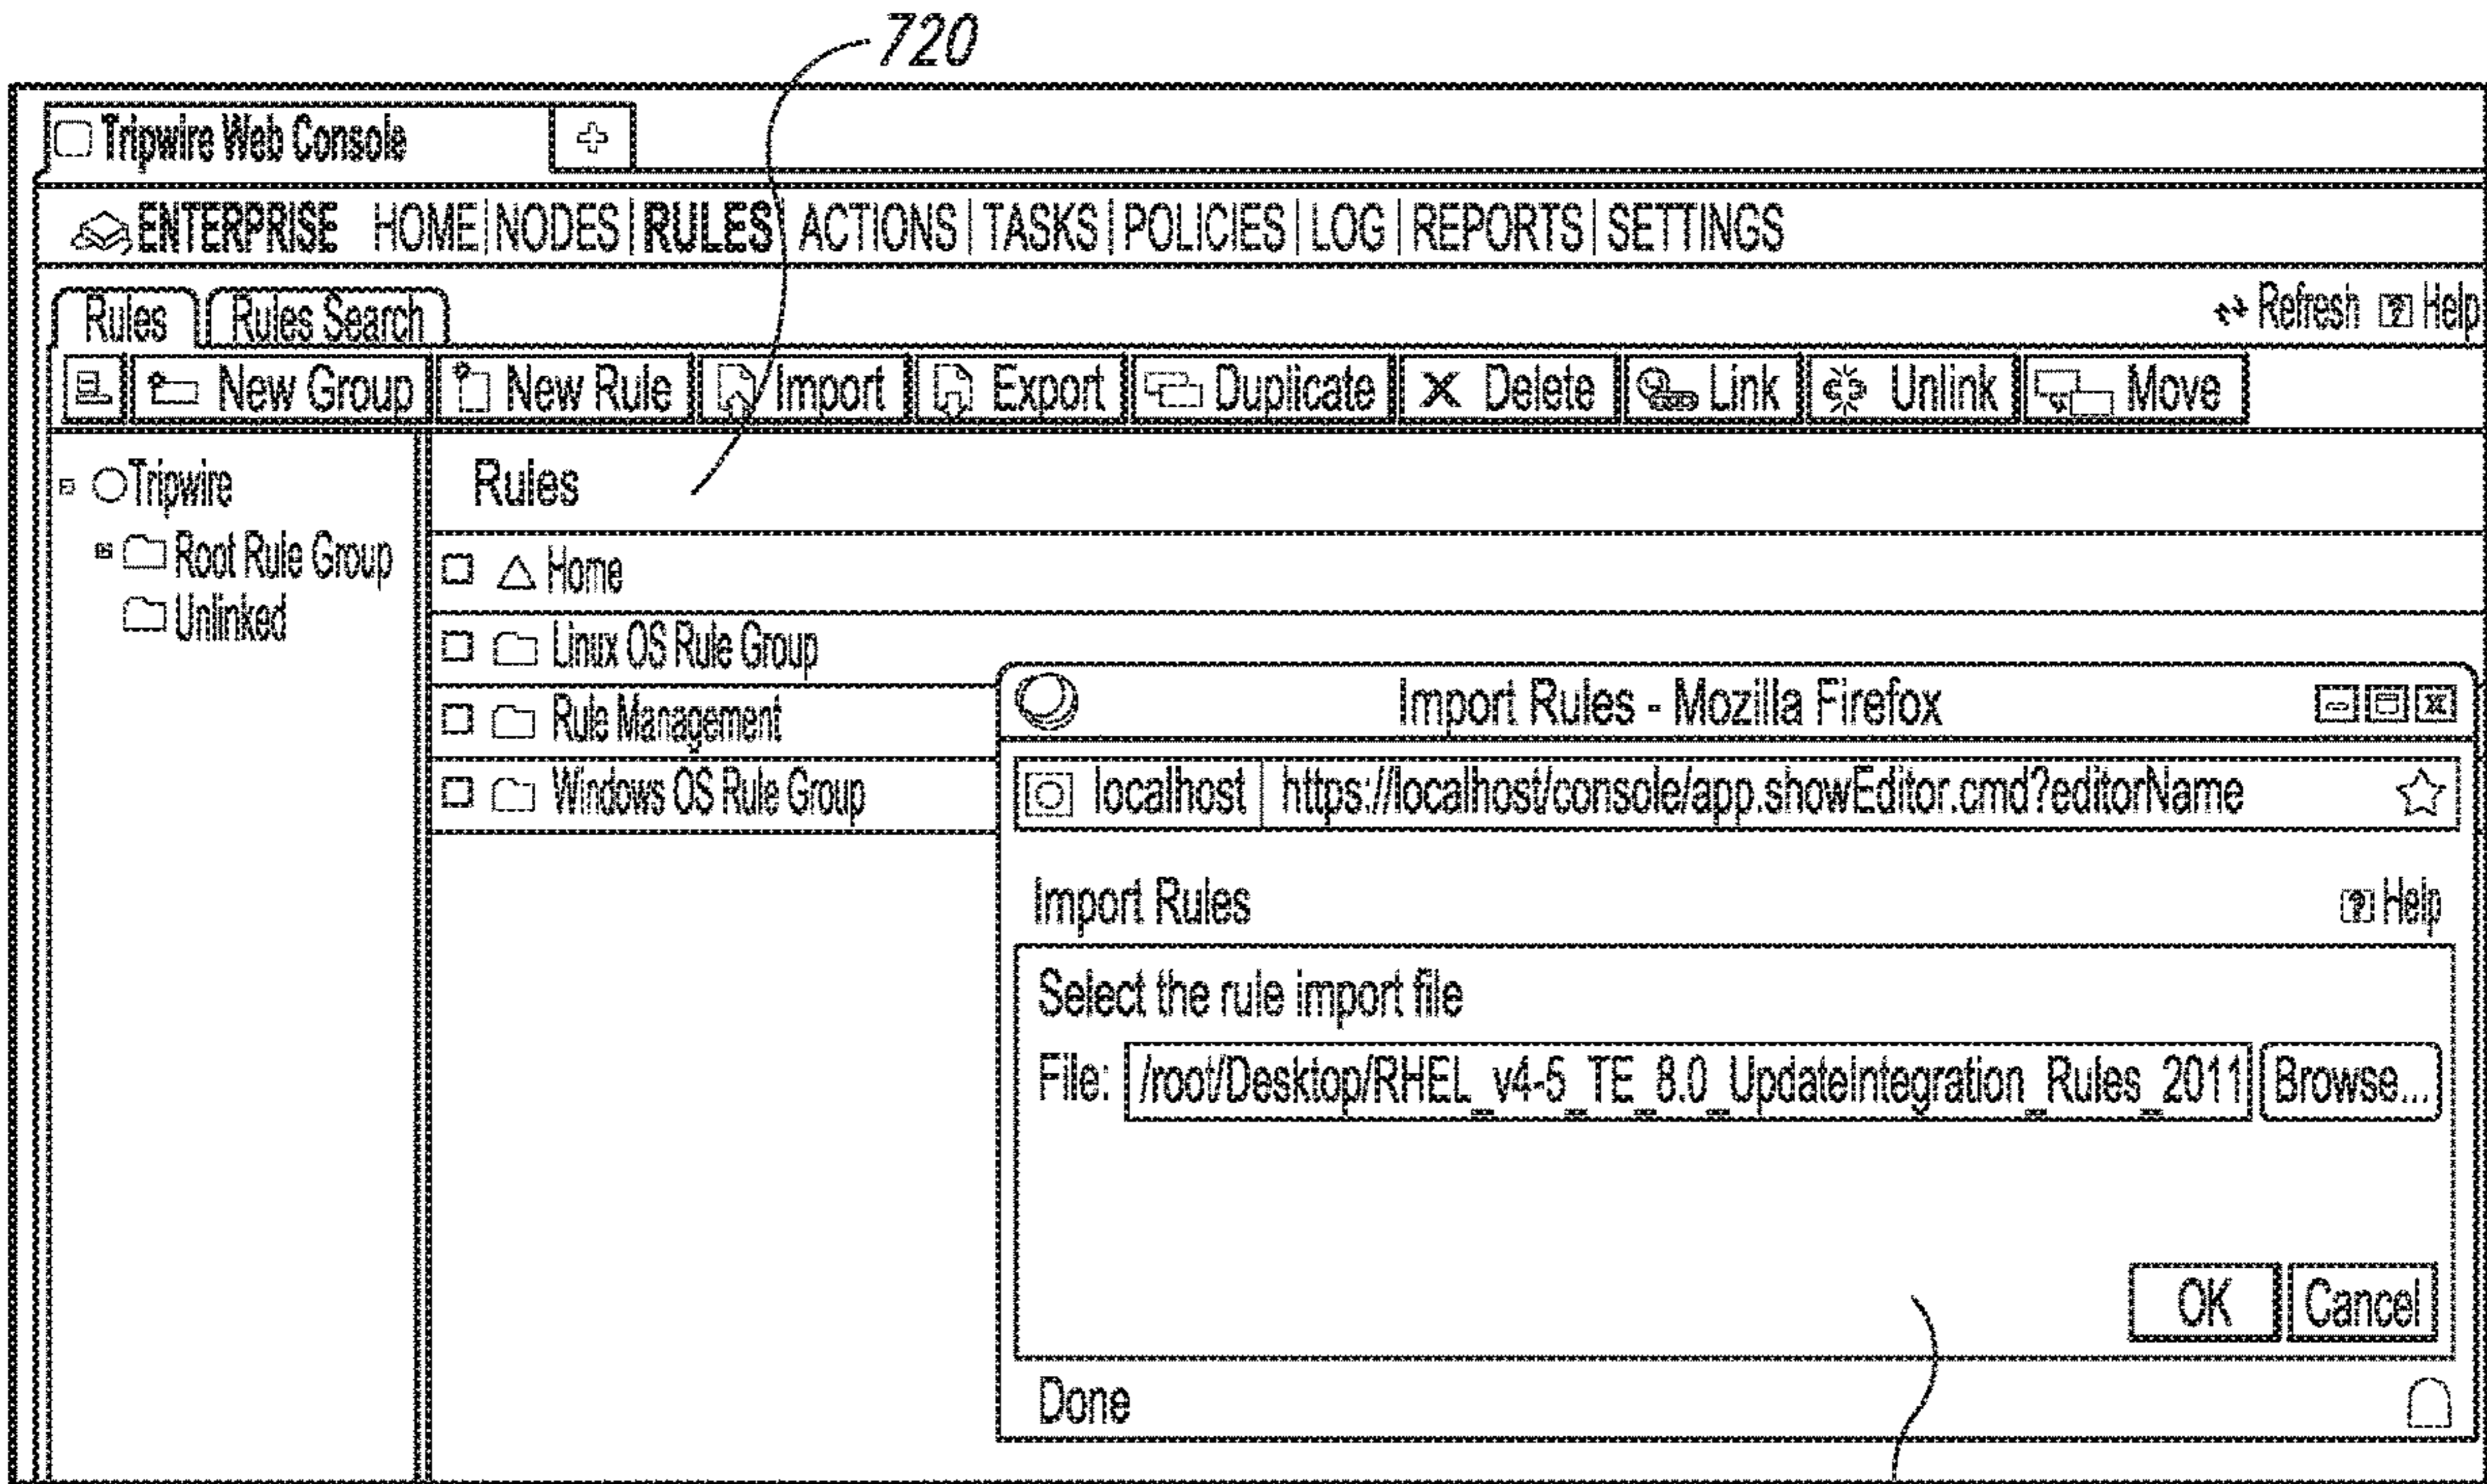 720
Tripwire Web Console
ENTERPRISE HOME | NODES | RULES | ACTIONS | TASKS | POLICIES | LOG | REPORTS | SETTINGS
Rules Rules Search Refresh ? Help
New Group New Rule Import Export Duplicate Delete Link Unlink Move
Tripwire
Root Rule Group
Unlinked
Rules
Home
Linux OS Rule Group
Rule Management
Windows OS Rule Group
Import Rules - Mozilla Firefox
localhost https://localhost/console/app.showEditor.cmd?editorName
Import Rules ? Help
Select the rule import file
File: /root/Desktop/RHEL_v4-5_TE_8.0_UpdateIntegration_Rules_2011 Browse...
OK Cancel
Done